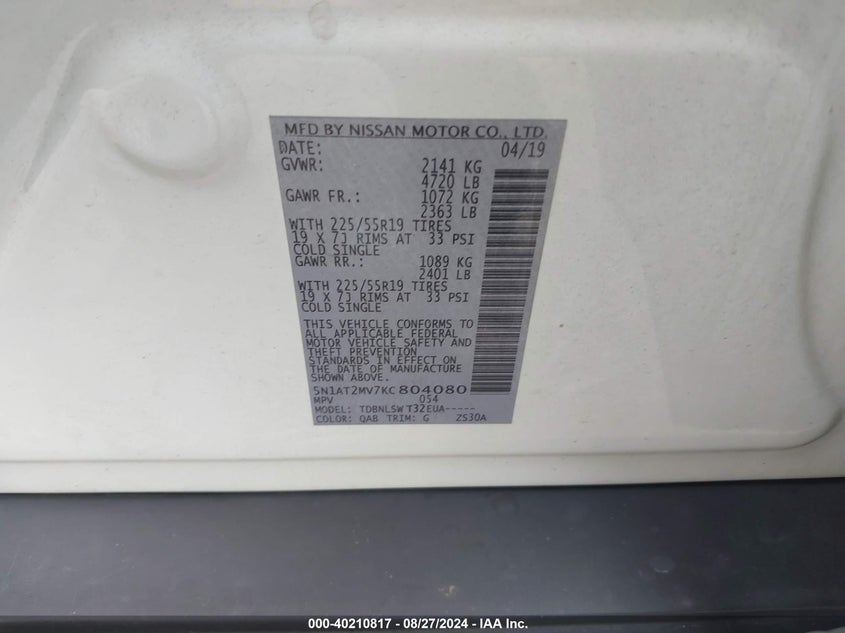 MFD BY NISSAN MOTOR CO., LTD.
DATE: 04/19
GVWR: 2141 KG
4720 LB
GAWR FR.: 1072 KG
2363 LB
WITH 225/55R19 TIRES
19 X 7J RIMS AT 33 PSI
COLD SINGLE
GAWR RR.: 1089 KG
2401 LB
WITH 225/55R19 TIRES
19 X 7J RIMS AT 33 PSI
COLD SINGLE
THIS VEHICLE CONFORMS TO
ALL APPLICABLE FEDERAL
MOTOR VEHICLE SAFETY AND
THEFT PREVENTION
STANDARDS IN EFFECT ON
THE DATE OF MANUFACTURE
SHOWN ABOVE.
5N1AT2MV7KC804080
MPV 054
MODEL: TDBNLSW T32EUA-----
COLOR: QAB TRIM: G ZS30A
000-40210817 - 08/27/2024 - IAA Inc.